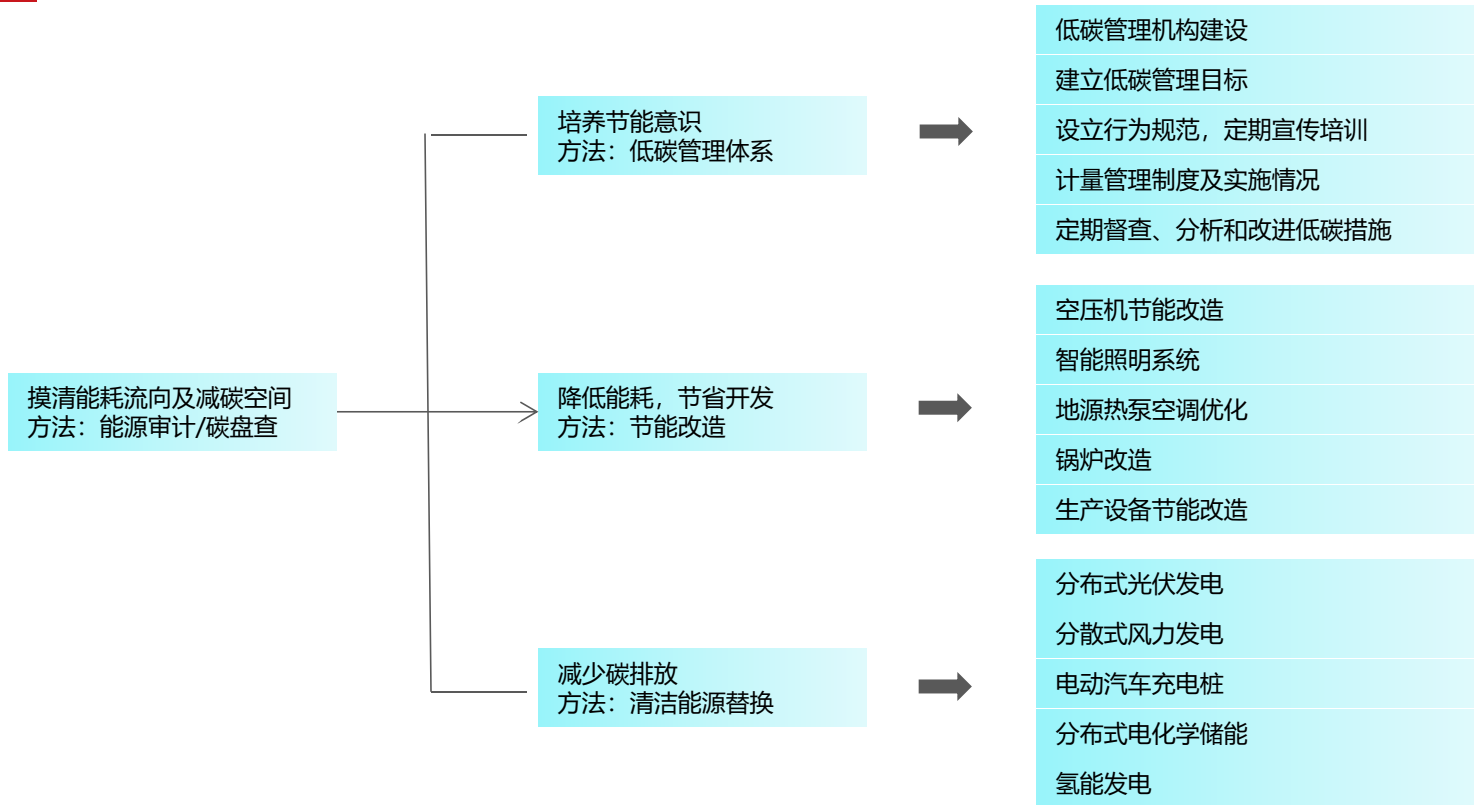 摸清能耗流向及减碳空间
方法：能源审计/碳盘查
培养节能意识
方法：低碳管理体系
低碳管理机构建设
建立低碳管理目标
设立行为规范，定期宣传培训
计量管理制度及实施情况
定期督查、分析和改进低碳措施
降低能耗，节省开发
方法：节能改造
空压机节能改造
智能照明系统
地源热泵空调优化
锅炉改造
生产设备节能改造
减少碳排放
方法：清洁能源替换
分布式光伏发电
分散式风力发电
电动汽车充电桩
分布式电化学储能
氢能发电